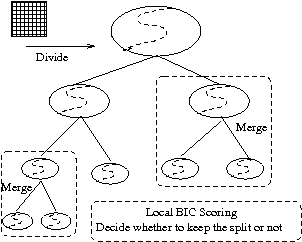 Divide
Merge
Merge
Local BIC Scoring
Decide whether to keep the split or not